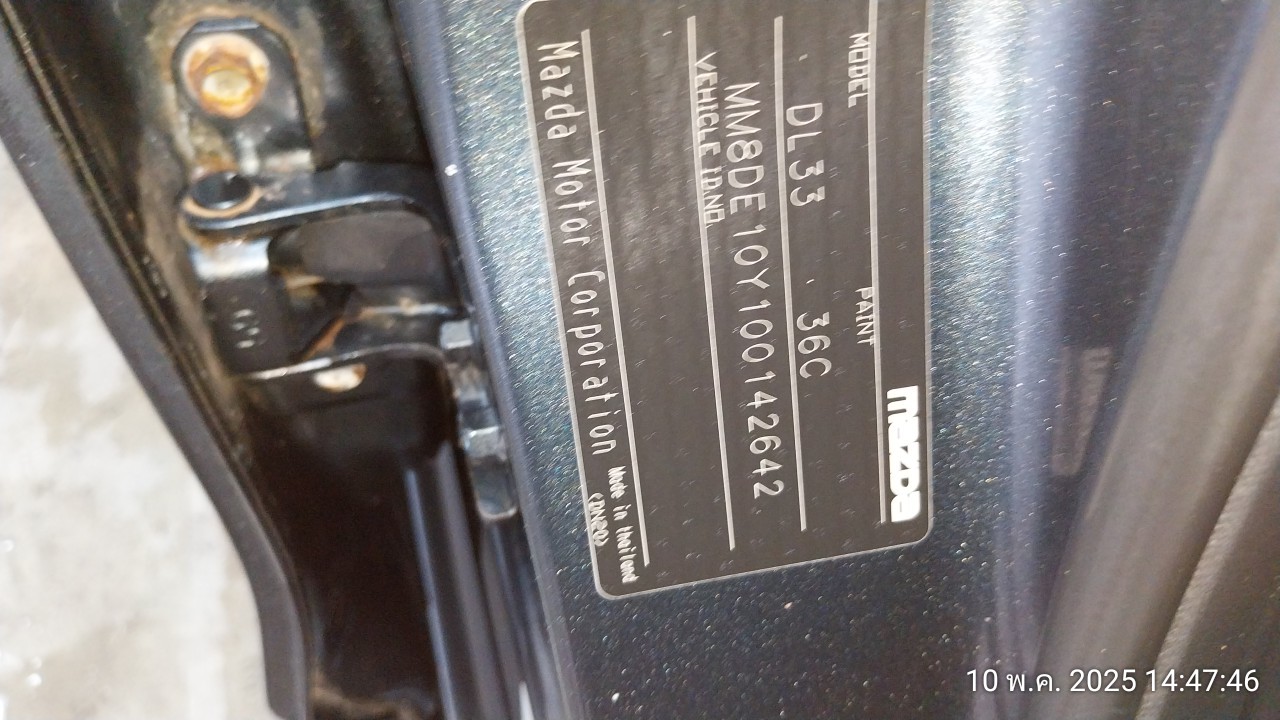 mazda
MODEL PAINT
DL33 36C
VEHICLE ID.NO.
MM8DE10Y100142642
Mazda Motor Corporation Made in thailand
10 พ.ค. 2025 14:47:46